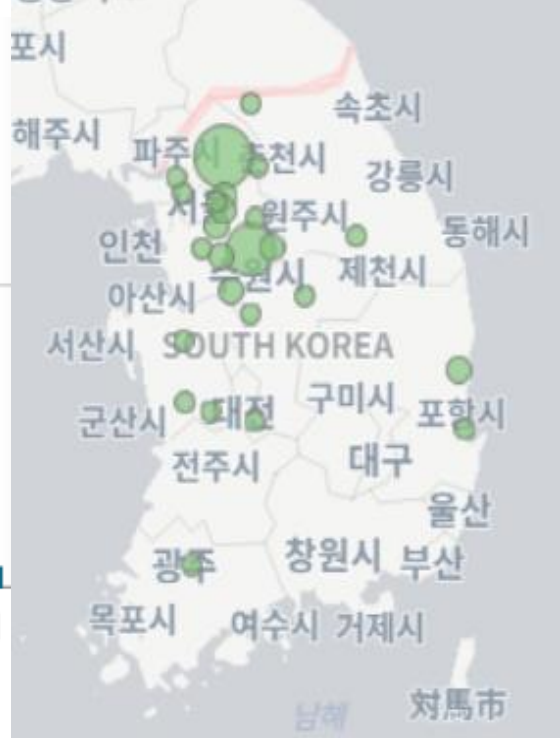 포시
해주시
속초시
파주시
춘천시
강릉시
서울
원주시
동해시
인천
수원시
제천시
아산시
서산시
SOUTH KOREA
군산시
대전
구미시
포항시
전주시
대구
울산
광주
창원시
부산
목포시
여수시
거제시
対馬市
남해